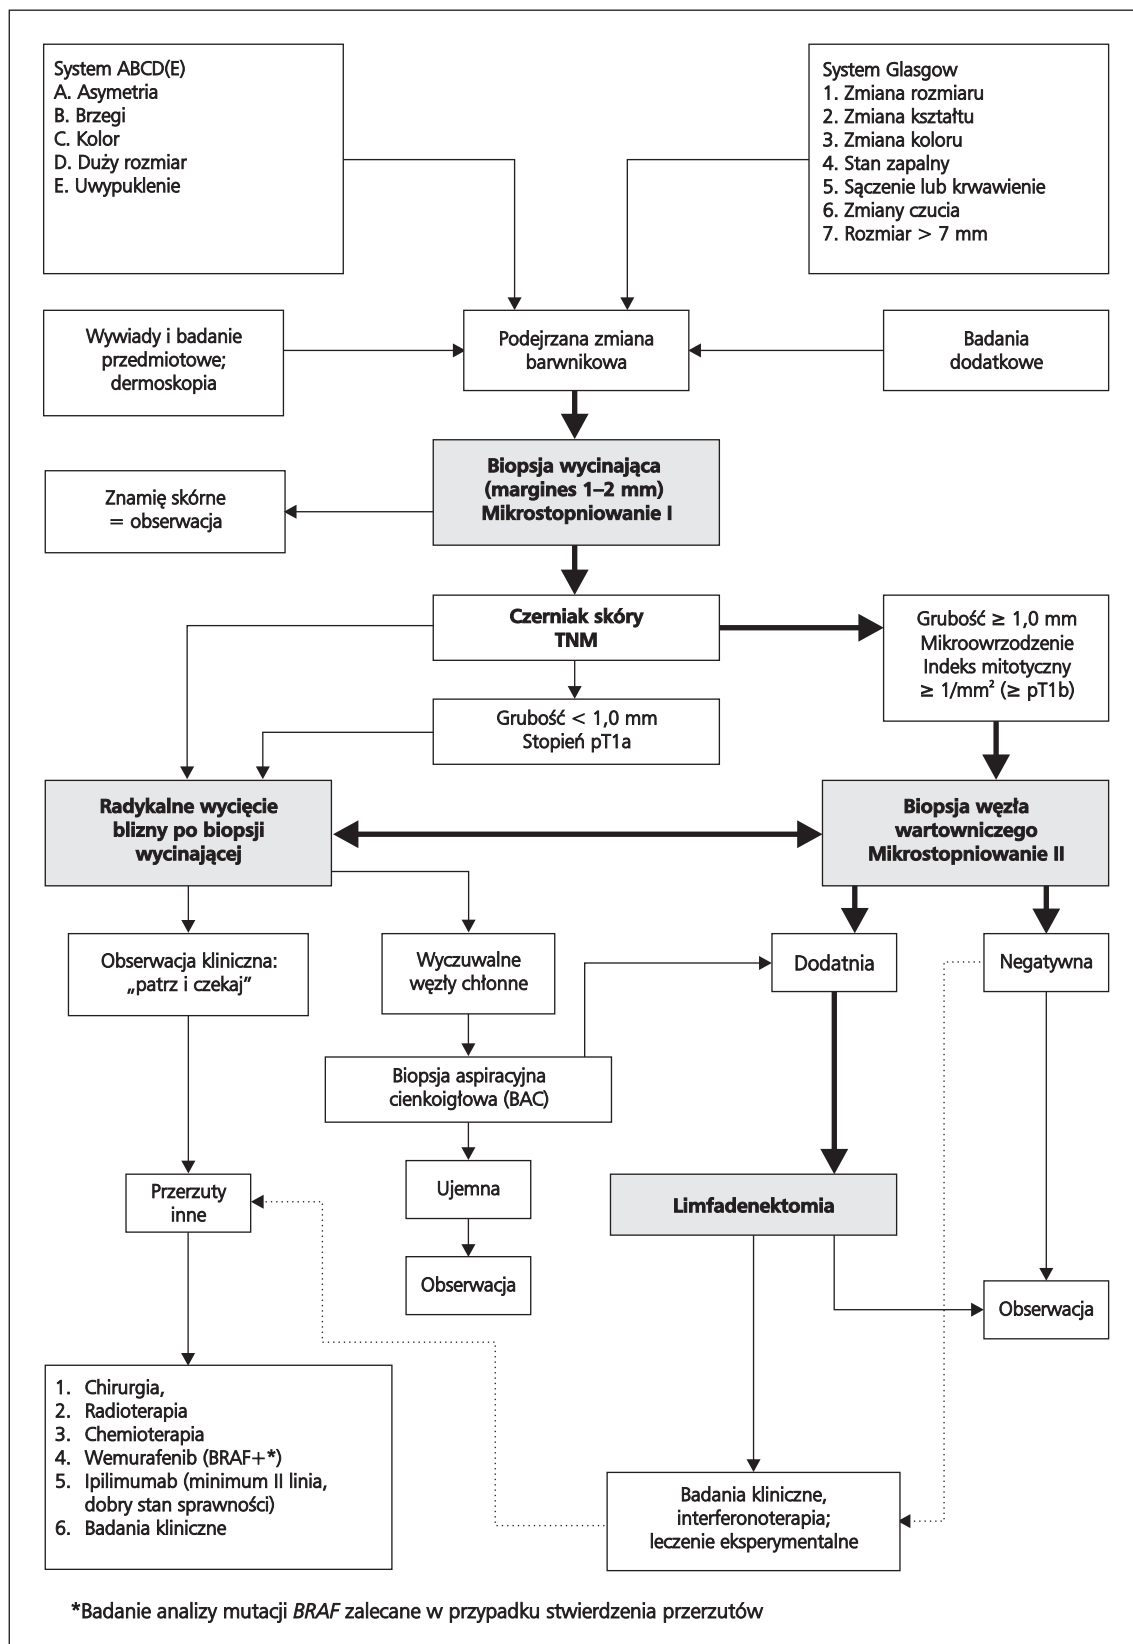 System ABCD(E)
A. Asymetria
B. Brzegi
C. Kolor
D. Duży rozmiar
E. Uwypuklenie
System Glasgow
1. Zmiana rozmiaru
2. Zmiana kształtu
3. Zmiana koloru
4. Stan zapalny
5. Sączenie lub krwawienie
6. Zmiany czucia
7. Rozmiar > 7 mm
Wywiady i badanie
przedmiotowe;
dermoskopia
Podejrzana zmiana
barwnikowa
Badania
dodatkowe
Biopsja wycinająca
(margines 1–2 mm)
Mikrostopniowanie I
Znamię skórne
= obserwacja
Czerniak skóry
TNM
Grubość ≥ 1,0 mm
Mikroowrzodzenie
Indeks mitotyczny
≥ 1/mm² (≥ pT1b)
Grubość < 1,0 mm
Stopień pT1a
Radykalne wycięcie
blizny po biopsji
wycinającej
Biopsja węzła
wartowniczego
Mikrostopniowanie II
Obserwacja kliniczna:
„patrz i czekaj”
Wyczuwalne
węzły chłonne
Dodatnia
Negatywna
Biopsja aspiracyjna
cienkoigłowa (BAC)
Przerzuty
inne
Ujemna
Limfadenektomia
Obserwacja
Obserwacja
1. Chirurgia,
2. Radioterapia
3. Chemioterapia
4. Wemurafenib (BRAF+*)
5. Ipilimumab (minimum II linia,
dobry stan sprawności)
6. Badania kliniczne
Badania kliniczne,
interferonoterapia;
leczenie eksperymentalne
*Badanie analizy mutacji BRAF zalecane w przypadku stwierdzenia przerzutów